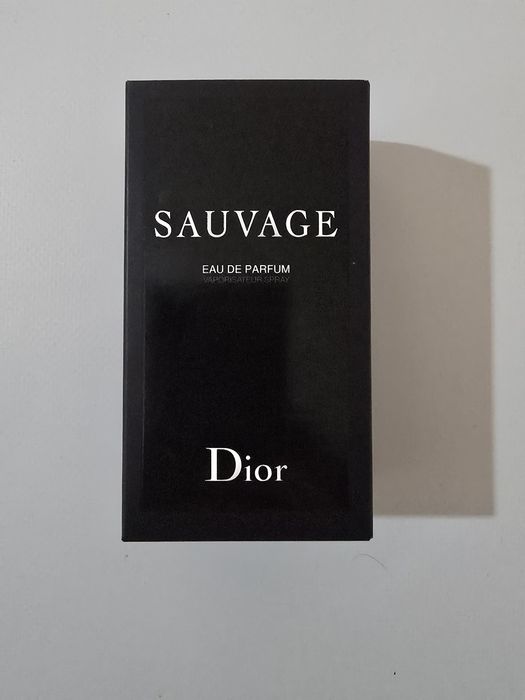 SAUVAGE
EAU DE PARFUM
VAPORISATEUR SPRAY
Dior